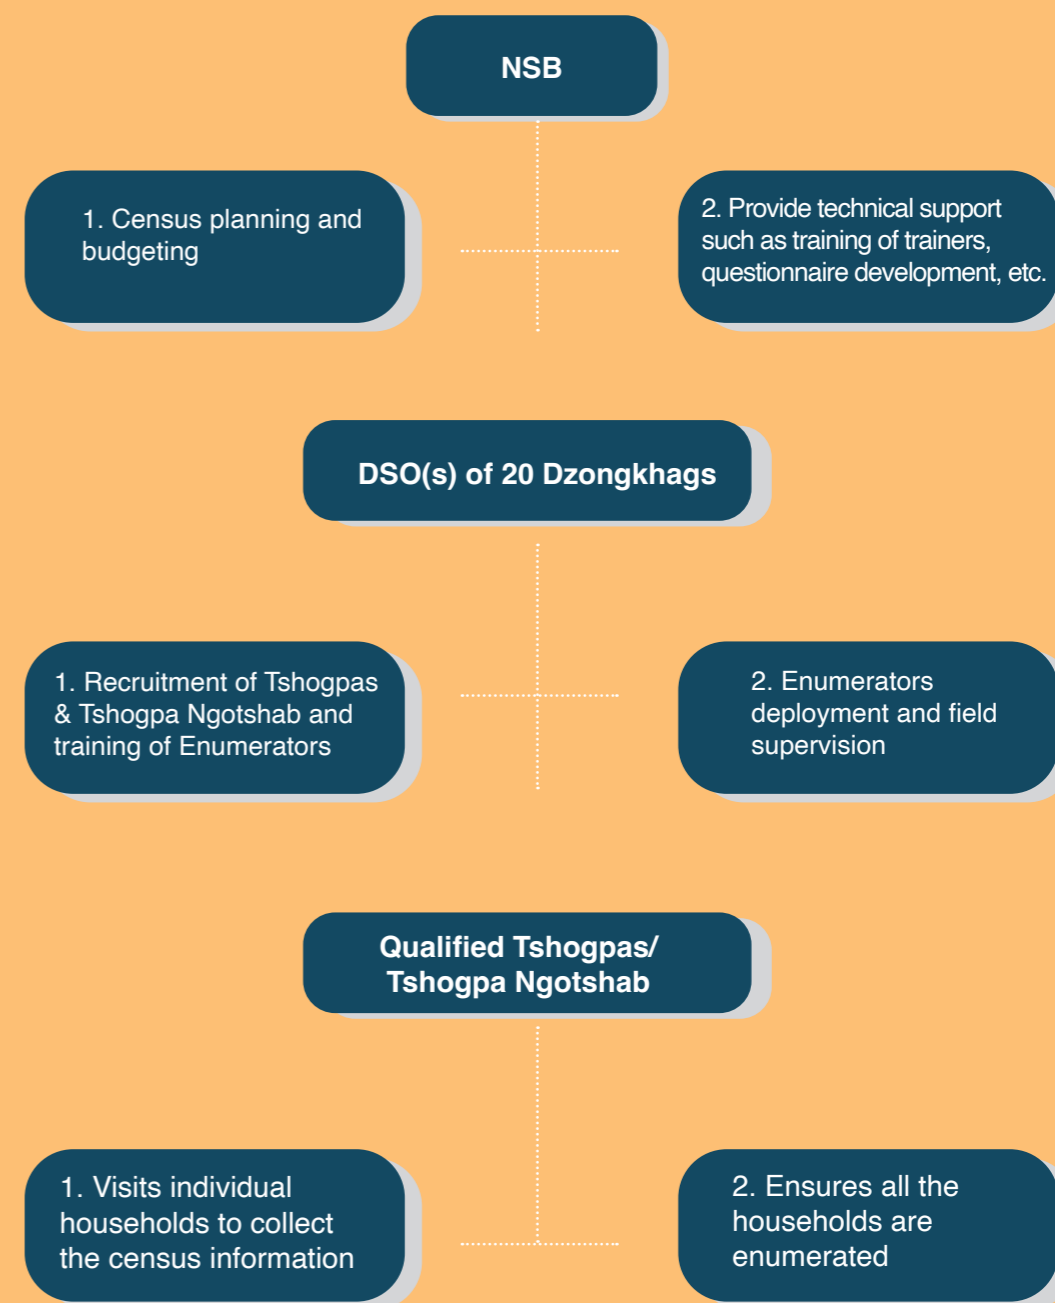 NSB
1. Census planning and
budgeting
2. Provide technical support
such as training of trainers,
questionnaire development, etc.
DSO(s) of 20 Dzongkhags
1. Recruitment of Tshogpas
& Tshogpa Ngotshab and
training of Enumerators
2. Enumerators
deployment and field
supervision
Qualified Tshogpas/
Tshogpa Ngotshab
1. Visits individual
households to collect
the census information
2. Ensures all the
households are
enumerated